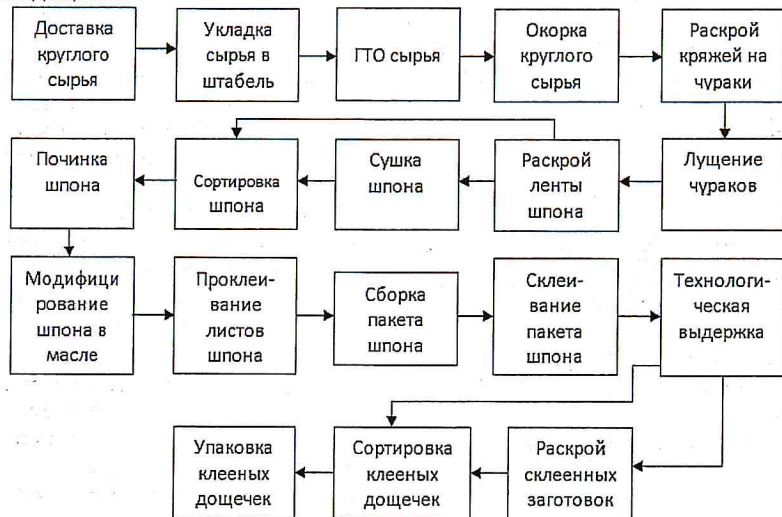 Доставка
круглого
сырья
Укладка
сырья в
штабель
ГТО сырья
Окорка
круглого
сырья
Раскрой
кряжей на
чураки
Починка
шпона
Сортировка
шпона
Сушка
шпона
Раскрой
ленты
шпона
Лущение
чураков
Модифици
рование
шпона в
масле
Проклеи-
вание
листов
шпона
Сборка
пакета
шпона
Склеи-
вание
пакета
шпона
Технологи-
ческая
выдержка
Упаковка
клееных
дощечек
Сортировка
клееных
дощечек
Раскрой
склеенных
заготовок